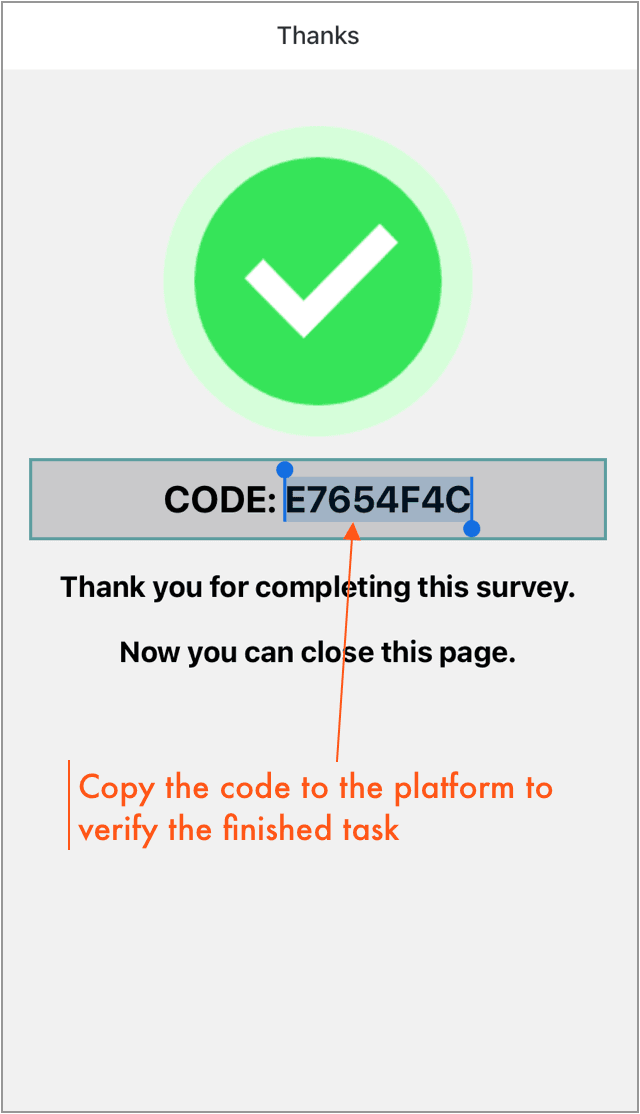 Thanks
CODE: E7654F4C
Thank you for completing this survey.
Now you can close this page.
Copy the code to the platform to
verify the finished task